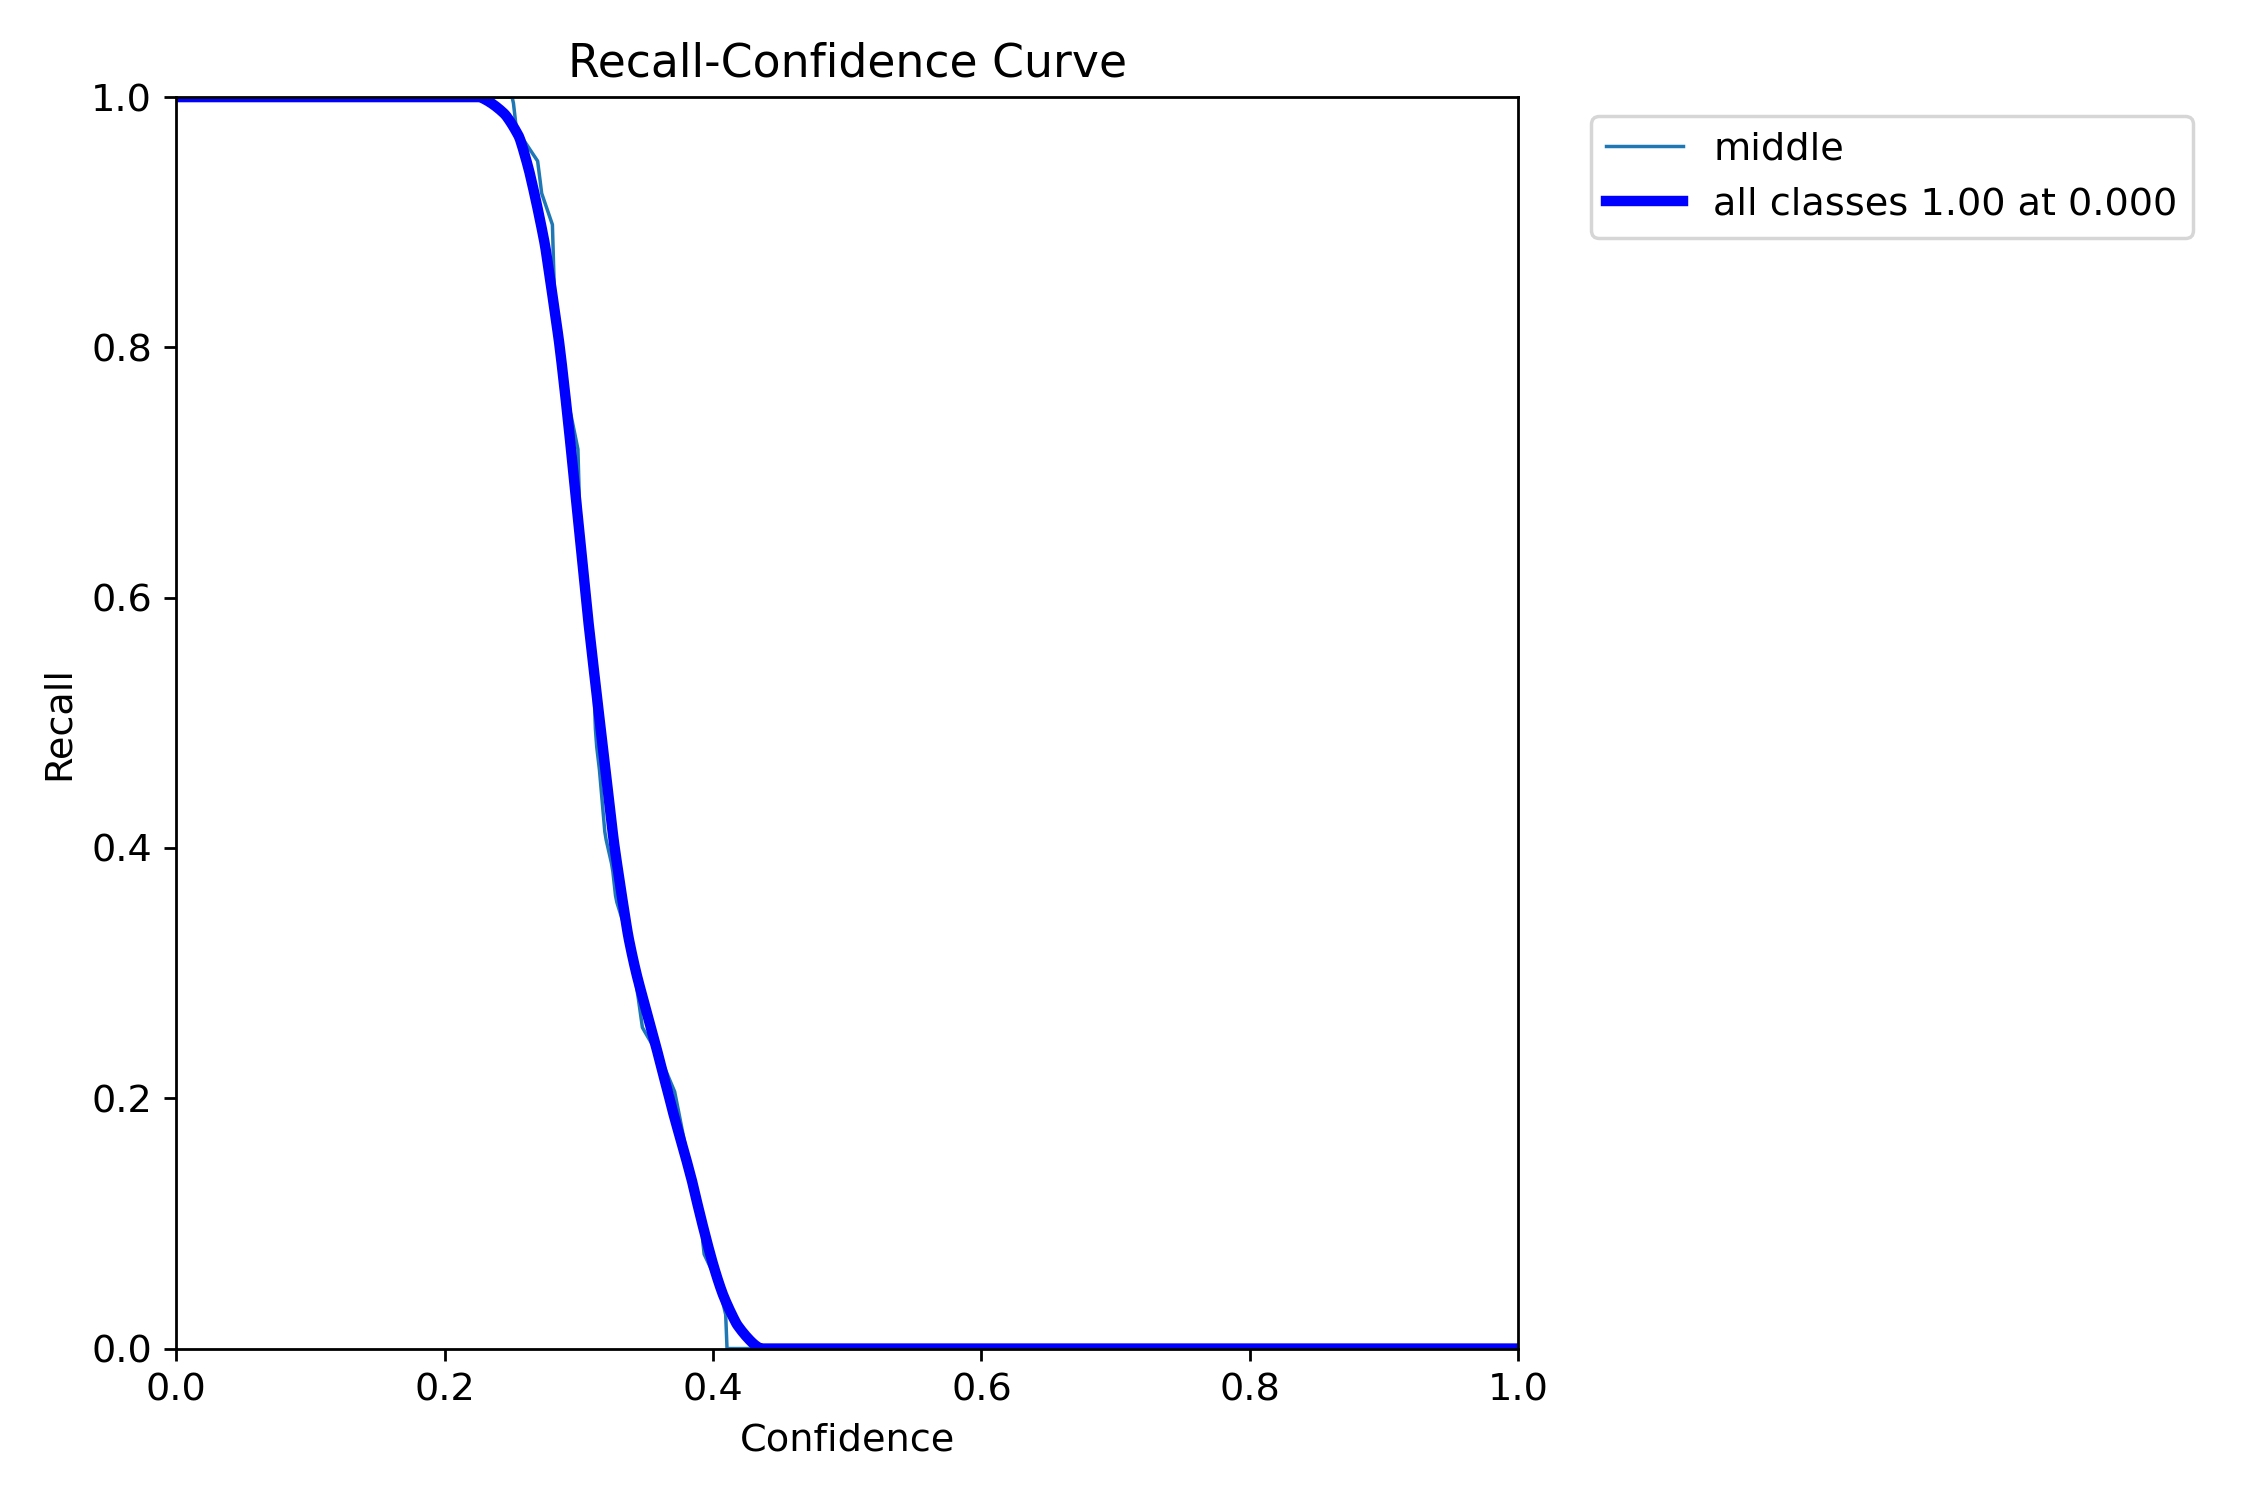 Recall-Confidence Curve
1.0
0.8
0.6
0.4
0.2
0.0
Recall
0.0 0.2 0.4 0.6 0.8 1.0
Confidence
middle
all classes 1.00 at 0.000